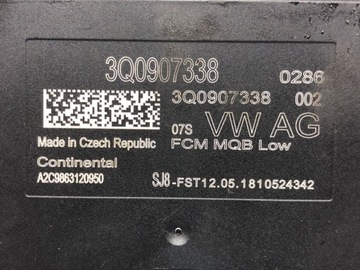 3Q0907338 0286
3Q0907338 002
07S VW AG
Made in Czech Republic FCM MQB Low
Continental
A2C9863120950 SJ8-FST12.05.1810524342